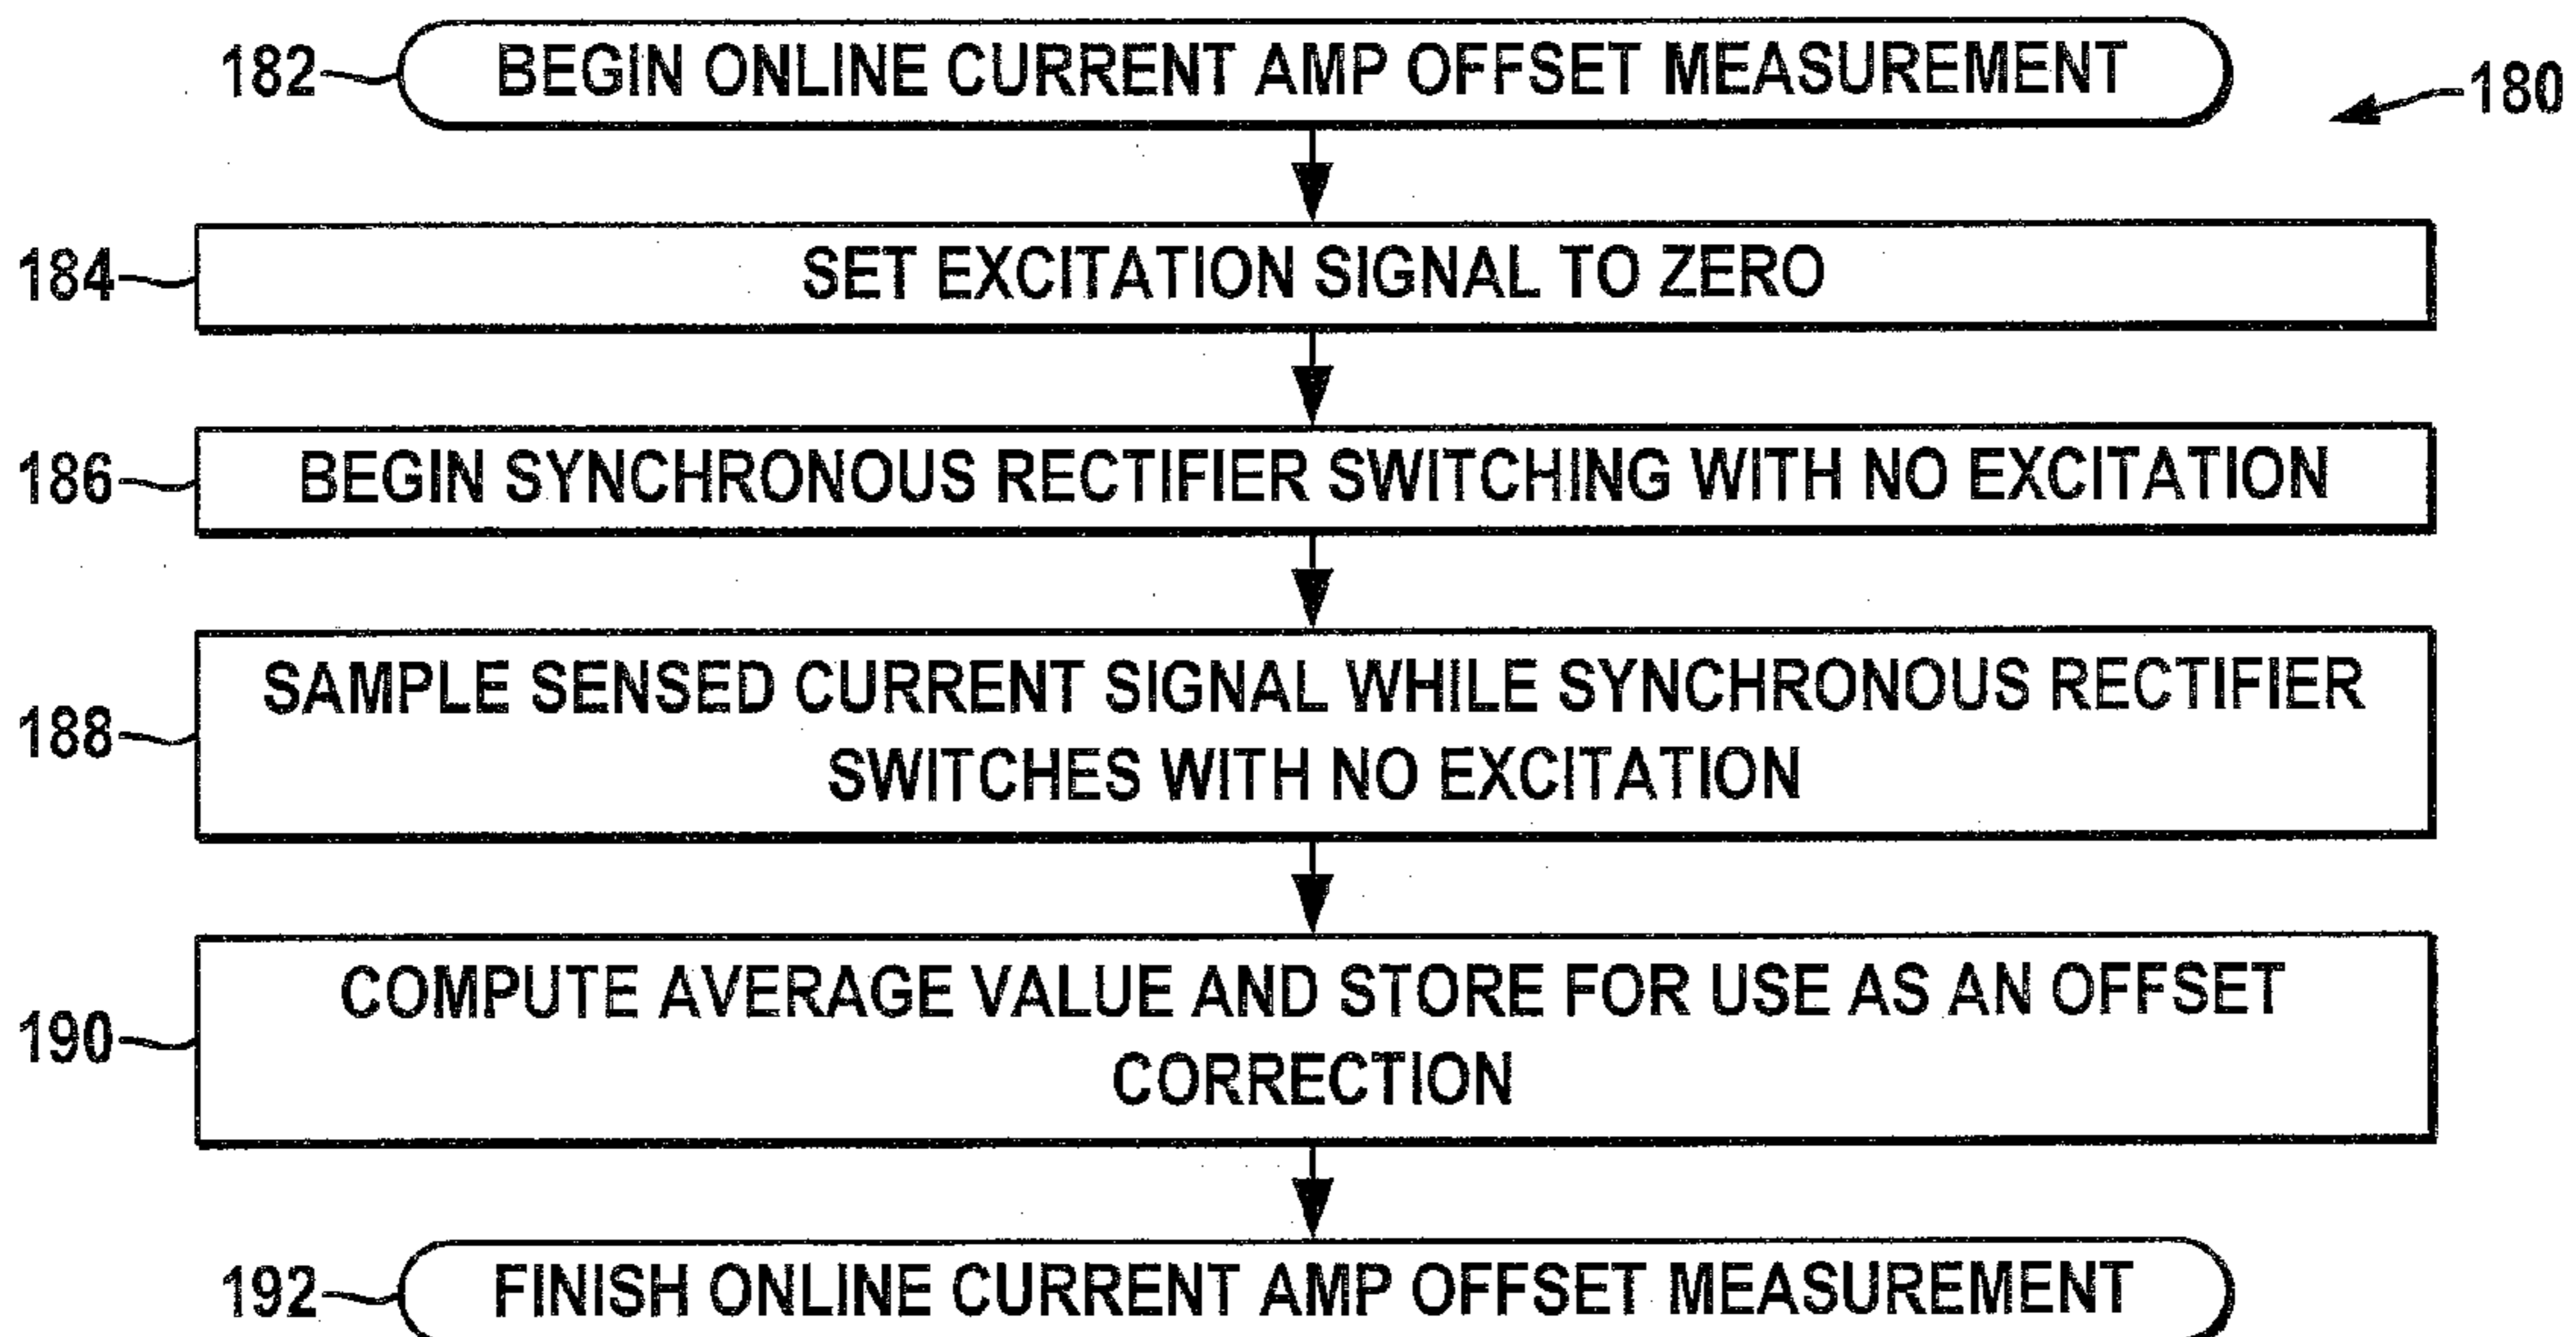 182 BEGIN ONLINE CURRENT AMP OFFSET MEASUREMENT
180
184 SET EXCITATION SIGNAL TO ZERO
186 BEGIN SYNCHRONOUS RECTIFIER SWITCHING WITH NO EXCITATION
SAMPLE SENSED CURRENT SIGNAL WHILE SYNCHRONOUS RECTIFIER
188
SWITCHES WITH NO EXCITATION
COMPUTE AVERAGE VALUE AND STORE FOR USE AS AN OFFSET
190
CORRECTION
192 FINISH ONLINE CURRENT AMP OFFSET MEASUREMENT